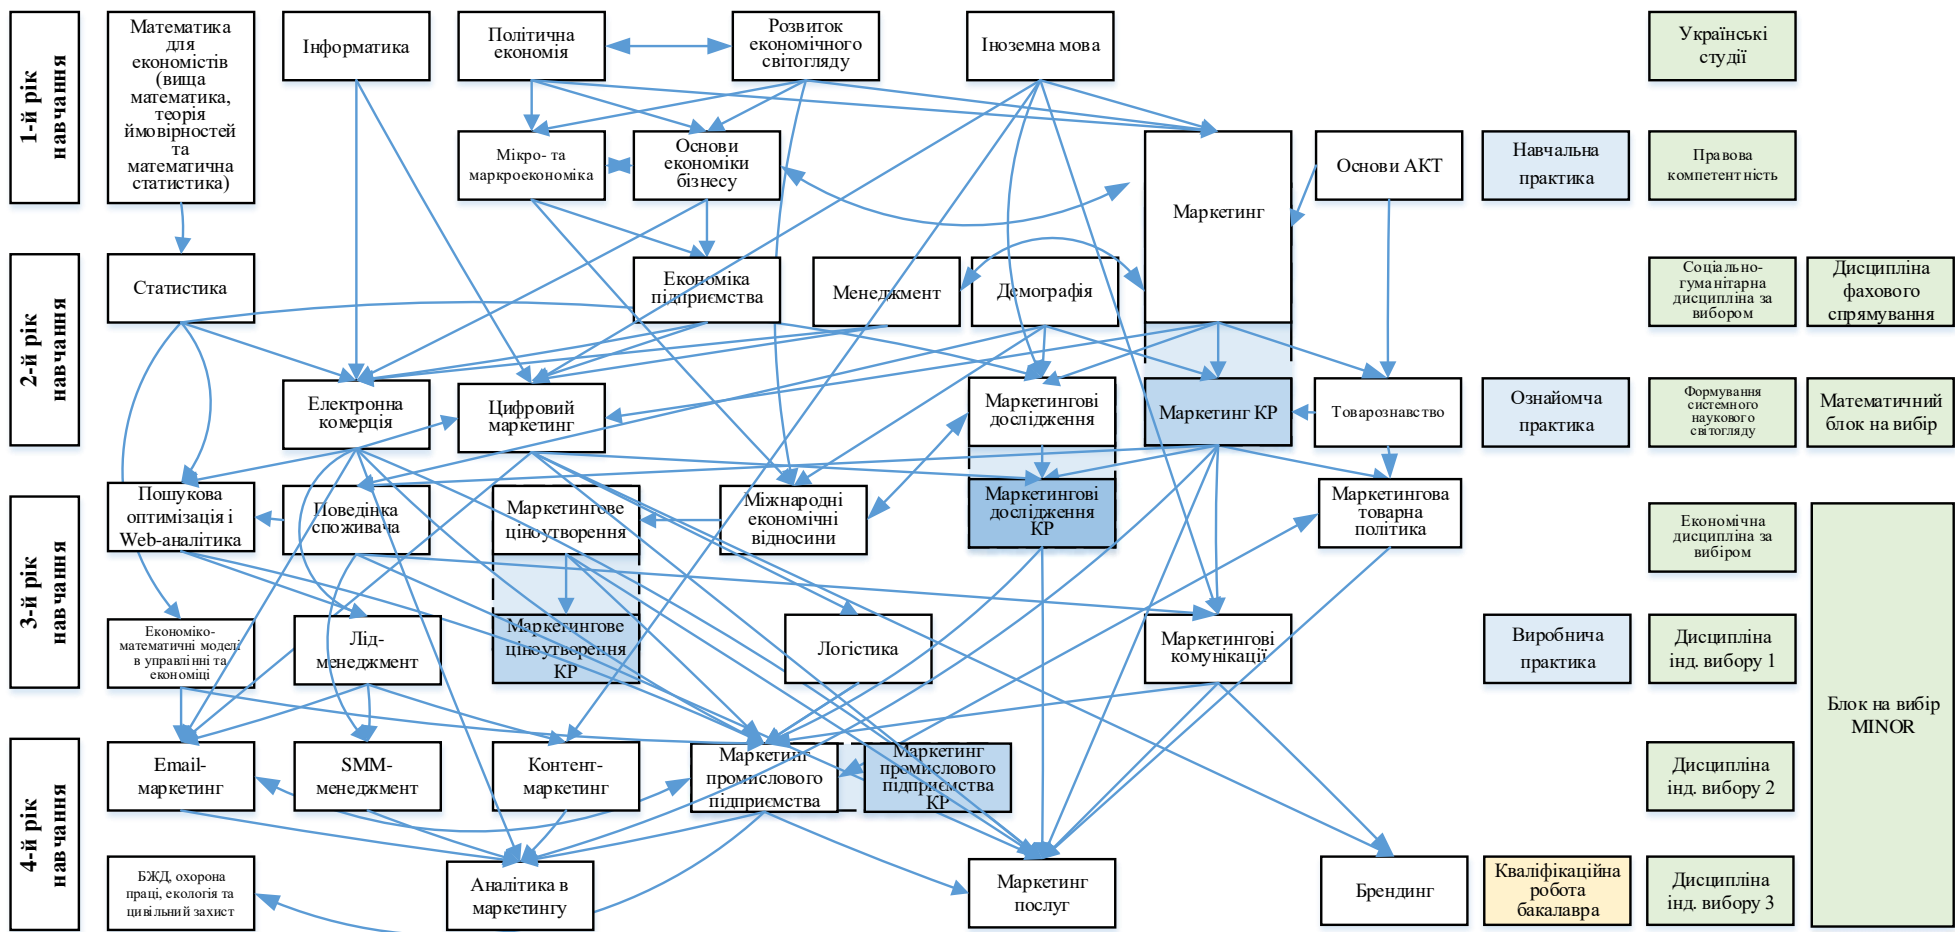 1-й рік
навчання
Математика
для
економістів
(вища
математика,
теорія
ймовірностей
та
математична
статистика)
Інформатика
Політична
економія
Розвиток
економічного
світогляду
Іноземна мова
Українські
студії
Мікро- та
маркроекономіка
Основи
економіки
бізнесу
Маркетинг
Основи АКТ
Навчальна
практика
Правова
компетентність
2-й рік
навчання
Статистика
Економіка
підприємства
Менеджмент
Демографія
Соціально-
гуманітарна
дисципліна за
вибором
Дисципліна
фахового
спрямування
Електронна
комерція
Цифровий
маркетинг
Маркетингові
дослідження
Маркетинг КР
Товарознавство
Ознайомча
практика
Формування
системного
наукового
світогляду
Математичний
блок на вибір
3-й рік
навчання
Пошукова
оптимізація і
Web-аналітика
Поведінка
споживача
Маркетингове
ціноутворення
Міжнародні
економічні
відносини
Маркетингові
дослідження
КР
Маркетингова
товарна
політика
Економічна
дисципліна за
вибіром
Блок на вибір
MINOR
Економіко-
математичні моделі
в управлінні та
економіці
Лід-
менеджмент
Маркетингове
ціноутворення
КР
Логістика
Маркетингові
комунікації
Виробнича
практика
Дисципліна
інд. вибору 1
4-й рік
навчання
Email-
маркетинг
SMM-
менеджмент
Контент-
маркетинг
Маркетинг
промислового
підприємства
Маркетинг
промислового
підприємства
КР
Дисципліна
інд. вибору 2
БЖД, охорона
праці, екологія та
цивільний захист
Аналітика в
маркетингу
Маркетинг
послуг
Брендинг
Кваліфікаційна
робота
бакалавра
Дисципліна
інд. вибору 3